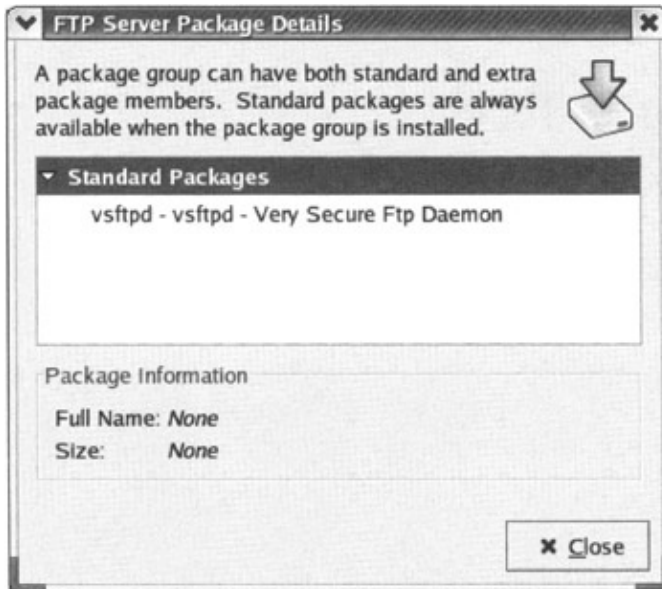 FTP Server Package Details
A package group can have both standard and extra
package members. Standard packages are always
available when the package group is installed.
Standard Packages
vsftpd - vsftpd - Very Secure Ftp Daemon
Package Information
Full Name: None
Size: None
Close